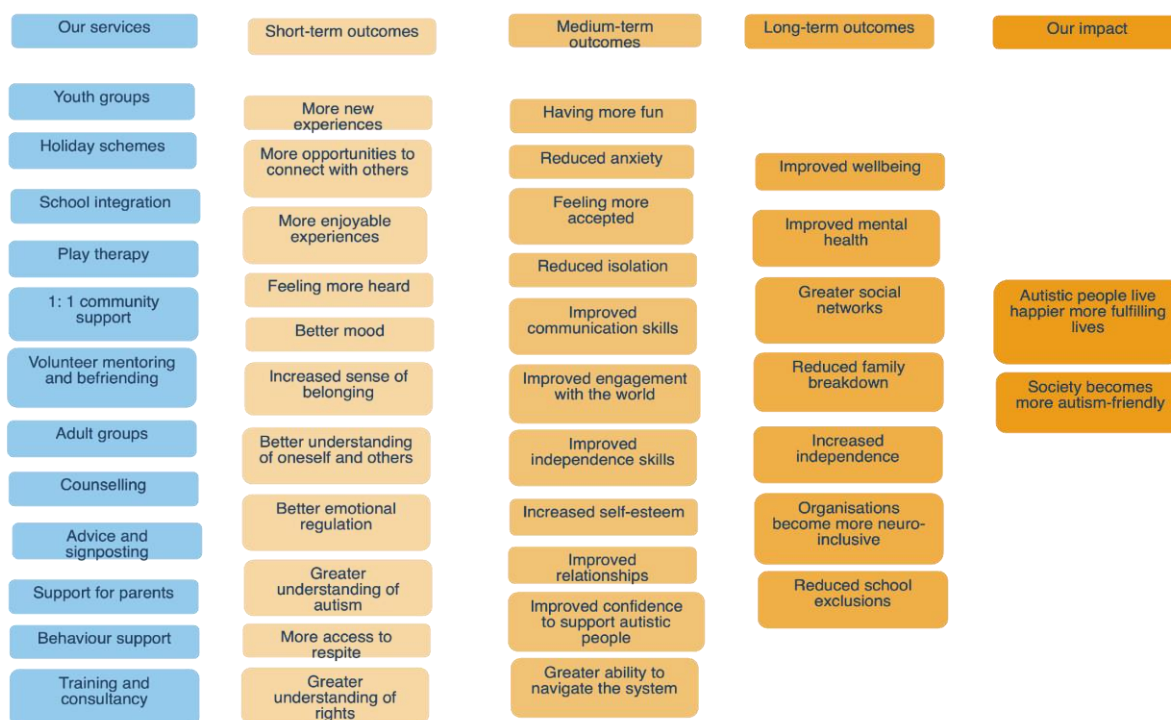 Our services
Short-term outcomes
Medium-term
outcomes
Long-term outcomes
Our impact
Youth groups
Holiday schemes
School integration
Play therapy
1: 1 community
support
Volunteer mentoring
and befriending
Adult groups
Counselling
Advice and
signposting
Support for parents
Behaviour support
Training and
consultancy
More new
experiences
More opportunities to
connect with others
More enjoyable
experiences
Feeling more heard
Better mood
Increased sense of
belonging
Better understanding
of oneself and others
Better emotional
regulation
Greater
understanding of
autism
More access to
respite
Greater
understanding of
rights
Having more fun
Reduced anxiety
Feeling more
accepted
Reduced isolation
Improved
communication skills
Improved engagement
with the world
Improved
independence skills
Increased self-esteem
Improved
relationships
Improved confidence
to support autistic
people
Greater ability to
navigate the system
Improved wellbeing
Improved mental
health
Greater social
networks
Reduced family
breakdown
Increased
independence
Organisations
become more neuro-
inclusive
Reduced school
exclusions
Autistic people live
happier more fulfilling
lives
Society becomes
more autism-friendly